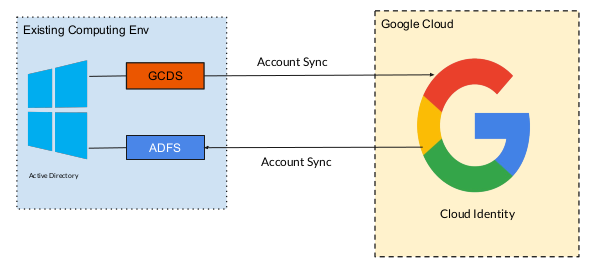 Existing Computing Env
Google Cloud
GCDS
Account Sync
ADFS
Account Sync
Active Directory
Cloud Identity